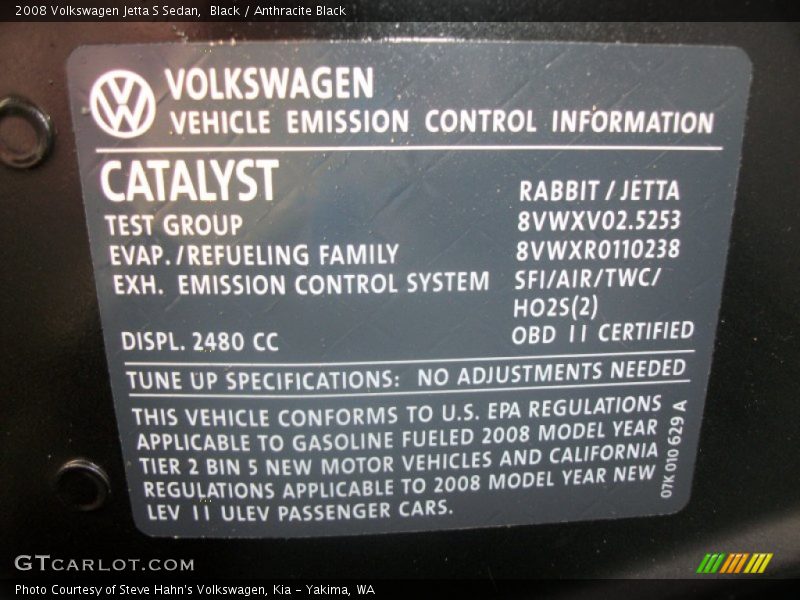 2008 Volkswagen Jetta S Sedan,  Black / Anthracite Black
VOLKSWAGEN
VEHICLE EMISSION CONTROL INFORMATION
CATALYST
RABBIT / JETTA
TEST GROUP 8VWXV02.5253
EVAP./REFUELING FAMILY 8VWXR0110238
EXH. EMISSION CONTROL SYSTEM SFI/AIR/TWC/
HO2S(2)
DISPL. 2480 CC OBD II CERTIFIED
TUNE UP SPECIFICATIONS: NO ADJUSTMENTS NEEDED
THIS VEHICLE CONFORMS TO U.S. EPA REGULATIONS
APPLICABLE TO GASOLINE FUELED 2008 MODEL YEAR
TIER 2 BIN 5 NEW MOTOR VEHICLES AND CALIFORNIA
REGULATIONS APPLICABLE TO 2008 MODEL YEAR NEW
LEV II ULEV PASSENGER CARS.
07K 010 629 A
GTCARLOT.COM
Photo Courtesy of Steve Hahn's Volkswagen, Kia - Yakima, WA